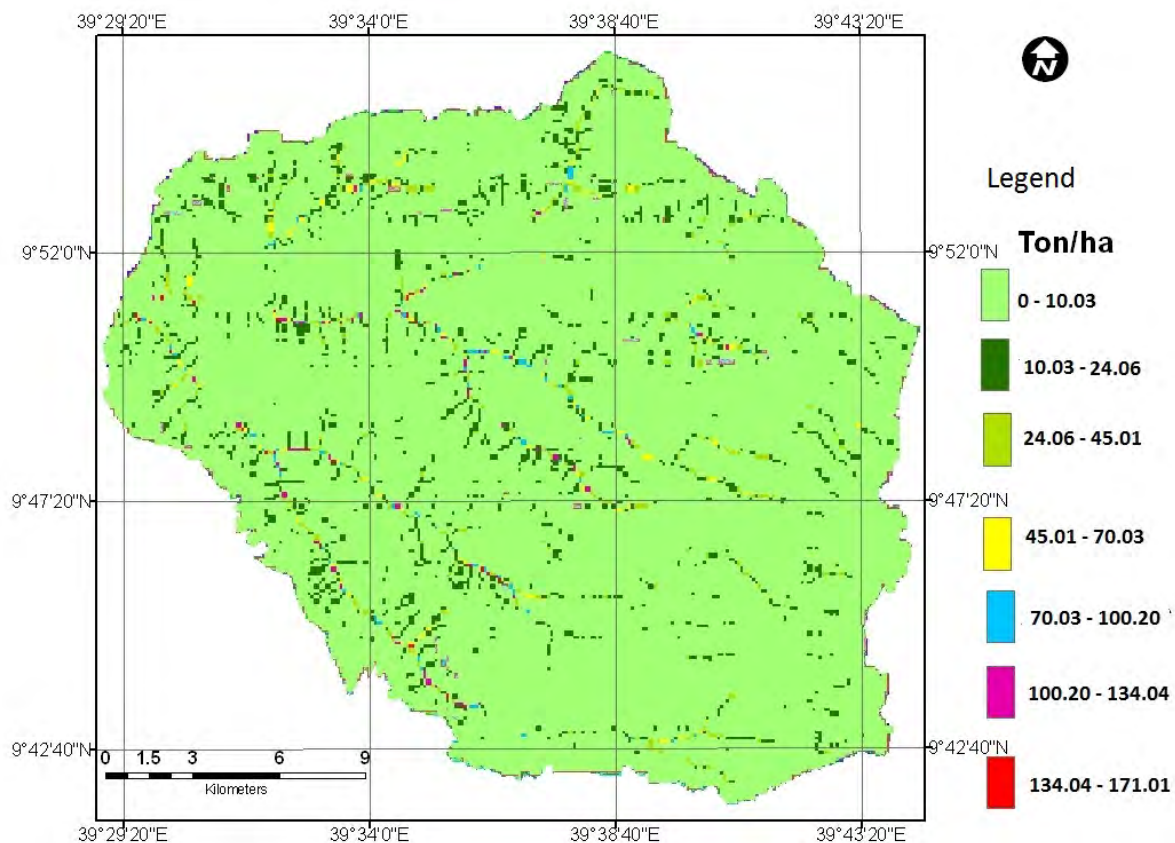 39°29'20"E 39°34'0"E 39°38'40"E 39°43'20"E
N
Legend
Ton/ha
9°52'0"N 9°52'0"N
0 - 10.03
10.03 - 24.06
24.06 - 45.01
9°47'20"N 9°47'20"N
45.01 - 70.03
70.03 - 100.20
100.20 - 134.04
9°42'40"N 9°42'40"N
0 1.5 3 6 9
Kilometers
134.04 - 171.01
39°29'20"E 39°34'0"E 39°38'40"E 39°43'20"E